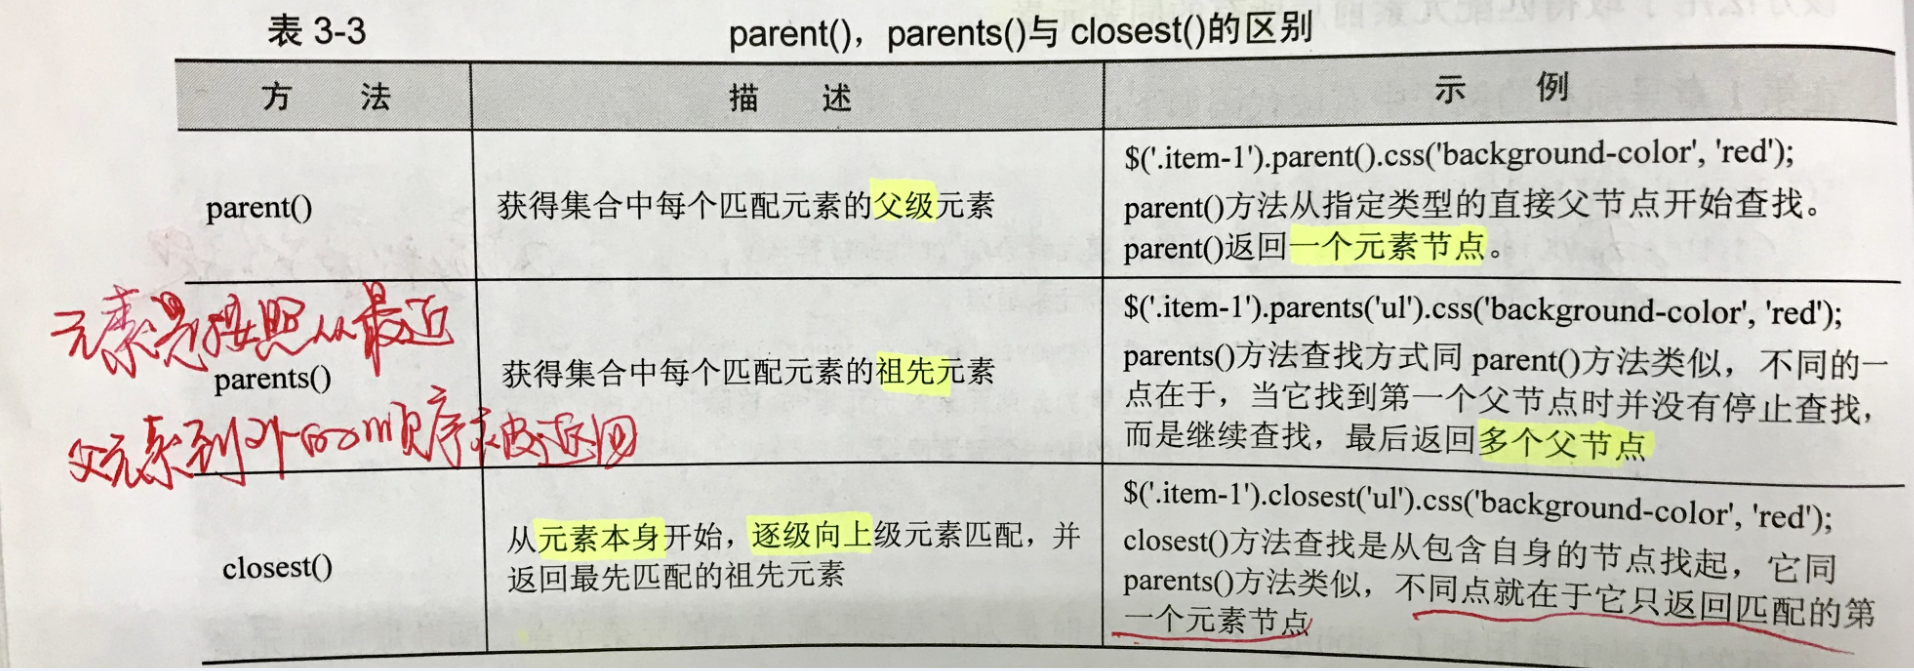 表 3-3
parent()，parents()与 closest()的区别
方 法
描 述
示 例
parent()
获得集合中每个匹配元素的父级元素
$('.item-1').parent().css('background-color', 'red');
parent()方法从指定类型的直接父节点开始查找。
parent()返回一个元素节点。
元素是按照从最近
parents()
父元素到外的顺序被返回
获得集合中每个匹配元素的祖先元素
$('.item-1').parents('ul').css('background-color', 'red');
parents()方法查找方式同 parent()方法类似，不同的一
点在于，当它找到第一个父节点时并没有停止查找，
而是继续查找，最后返回多个父节点
closest()
从元素本身开始，逐级向上级元素匹配，并
返回最先匹配的祖先元素
$('.item-1').closest('ul').css('background-color', 'red');
closest()方法查找是从包含自身的节点找起，它同
parents()方法类似，不同点就在于它只返回匹配的第
一个元素节点